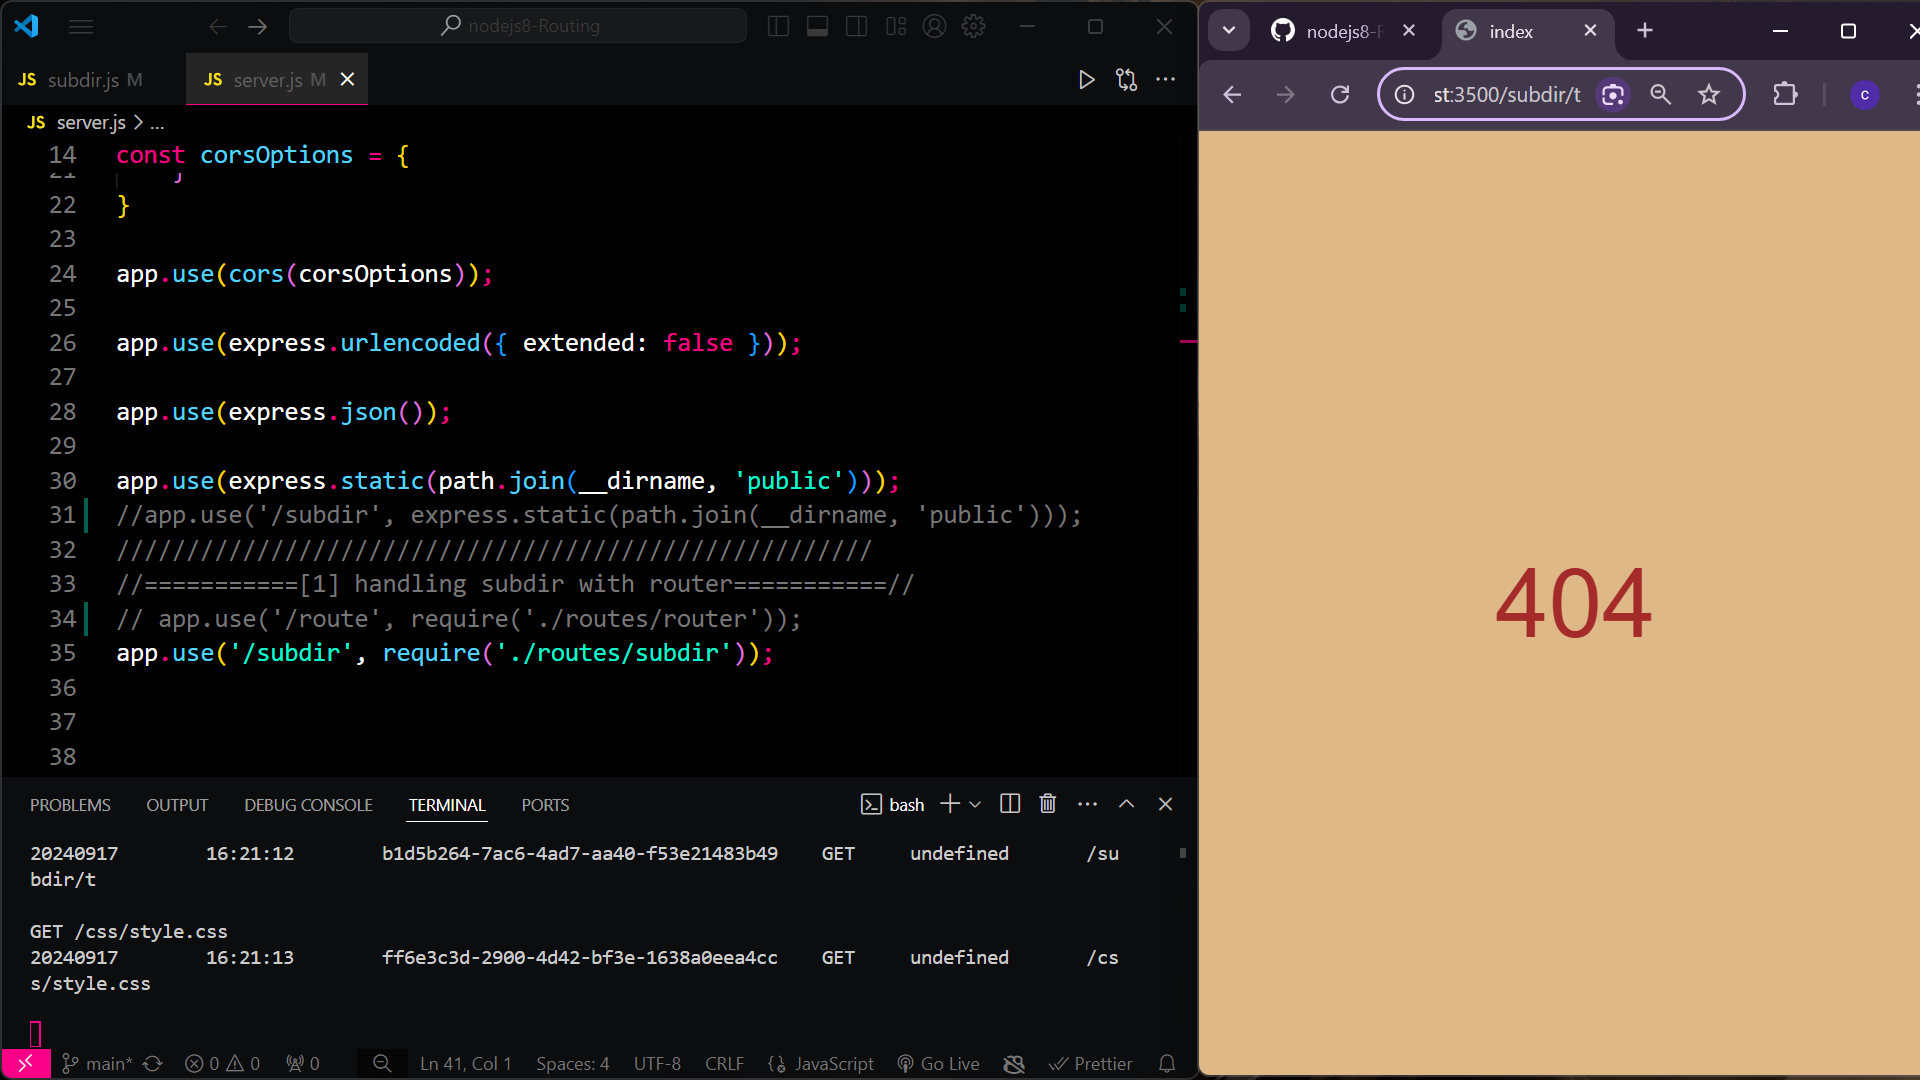 nodejs8-Routing
JS subdir.js M
JS server.js M
JS server.js > ...
14 const corsOptions = {
21 }
22 }
23
24 app.use(cors(corsOptions));
25
26 app.use(express.urlencoded({ extended: false }));
27
28 app.use(express.json());
29
30 app.use(express.static(path.join(__dirname, 'public')));
31 //app.use('/subdir', express.static(path.join(__dirname, 'public')));
32 //////////////////////////////////////////////////////
33 //===========[1] handling subdir with router===========//
34 // app.use('/route', require('./routes/router'));
35 app.use('/subdir', require('./routes/subdir'));
36
37
38
PROBLEMS OUTPUT DEBUG CONSOLE TERMINAL PORTS bash
20240917 16:21:12 b1d5b264-7ac6-4ad7-aa40-f53e21483b49 GET undefined /su
bdir/t
GET /css/style.css
20240917 16:21:13 ff6e3c3d-2900-4d42-bf3e-1638a0eea4cc GET undefined /cs
s/style.css
main* 0 0 0 Ln 41, Col 1 Spaces: 4 UTF-8 CRLF JavaScript Go Live Prettier
nodejs8-
index
st:3500/subdir/t
c
404